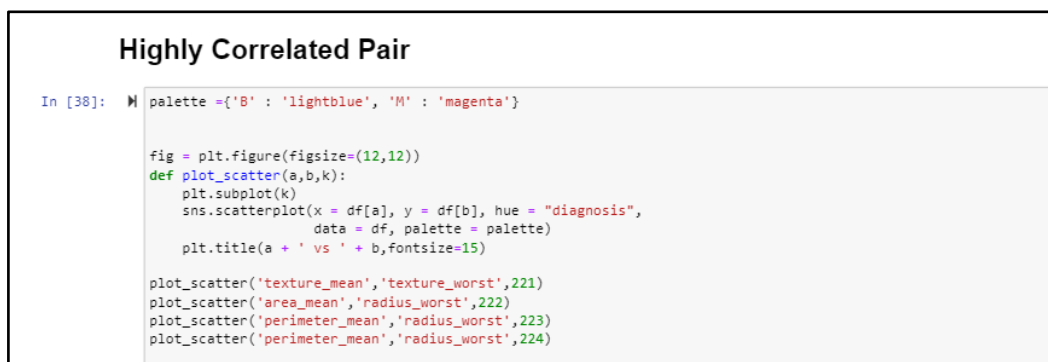 Highly Correlated Pair
In [38]:
palette ={'B' : 'lightblue', 'M' : 'magenta'}
fig = plt.figure(figsize=(12,12))
def plot_scatter(a,b,k):
    plt.subplot(k)
    sns.scatterplot(x = df[a], y = df[b], hue = "diagnosis",
                    data = df, palette = palette)
    plt.title(a + ' vs ' + b,fontsize=15)
plot_scatter('texture_mean','texture_worst',221)
plot_scatter('area_mean','radius_worst',222)
plot_scatter('perimeter_mean','radius_worst',223)
plot_scatter('perimeter_mean','radius_worst',224)